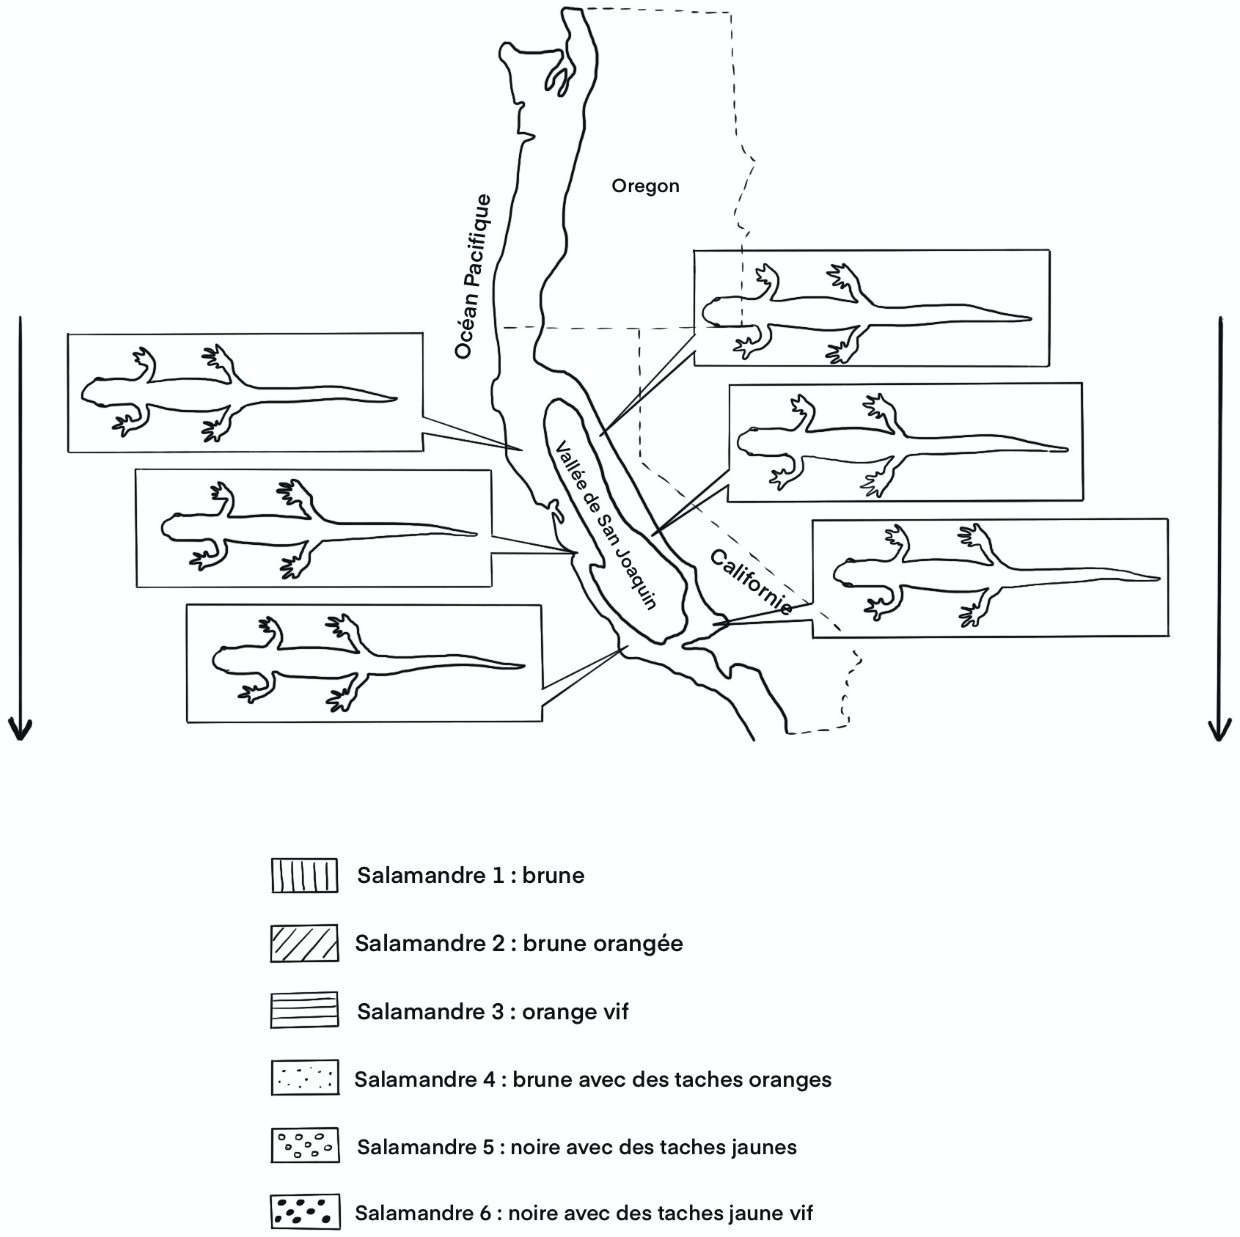 Oregon
Océan Pacifique
Vallée de San Joaquin
Californie
Salamandre 1 : brune
Salamandre 2 : brune orangée
Salamandre 3 : orange vif
Salamandre 4 : brune avec des taches oranges
Salamandre 5 : noire avec des taches jaunes
Salamandre 6 : noire avec des taches jaune vif